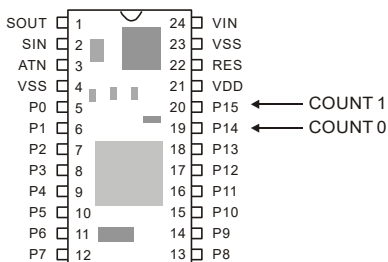 SOUT 1 24 VIN
SIN 2 23 VSS
ATN 3 22 RES
VSS 4 21 VDD
P0 5 20 P15 COUNT 1
P1 6 19 P14 COUNT 0
P2 7 18 P13
P3 8 17 P12
P4 9 16 P11
P5 10 15 P10
P6 11 14 P9
P7 12 13 P8